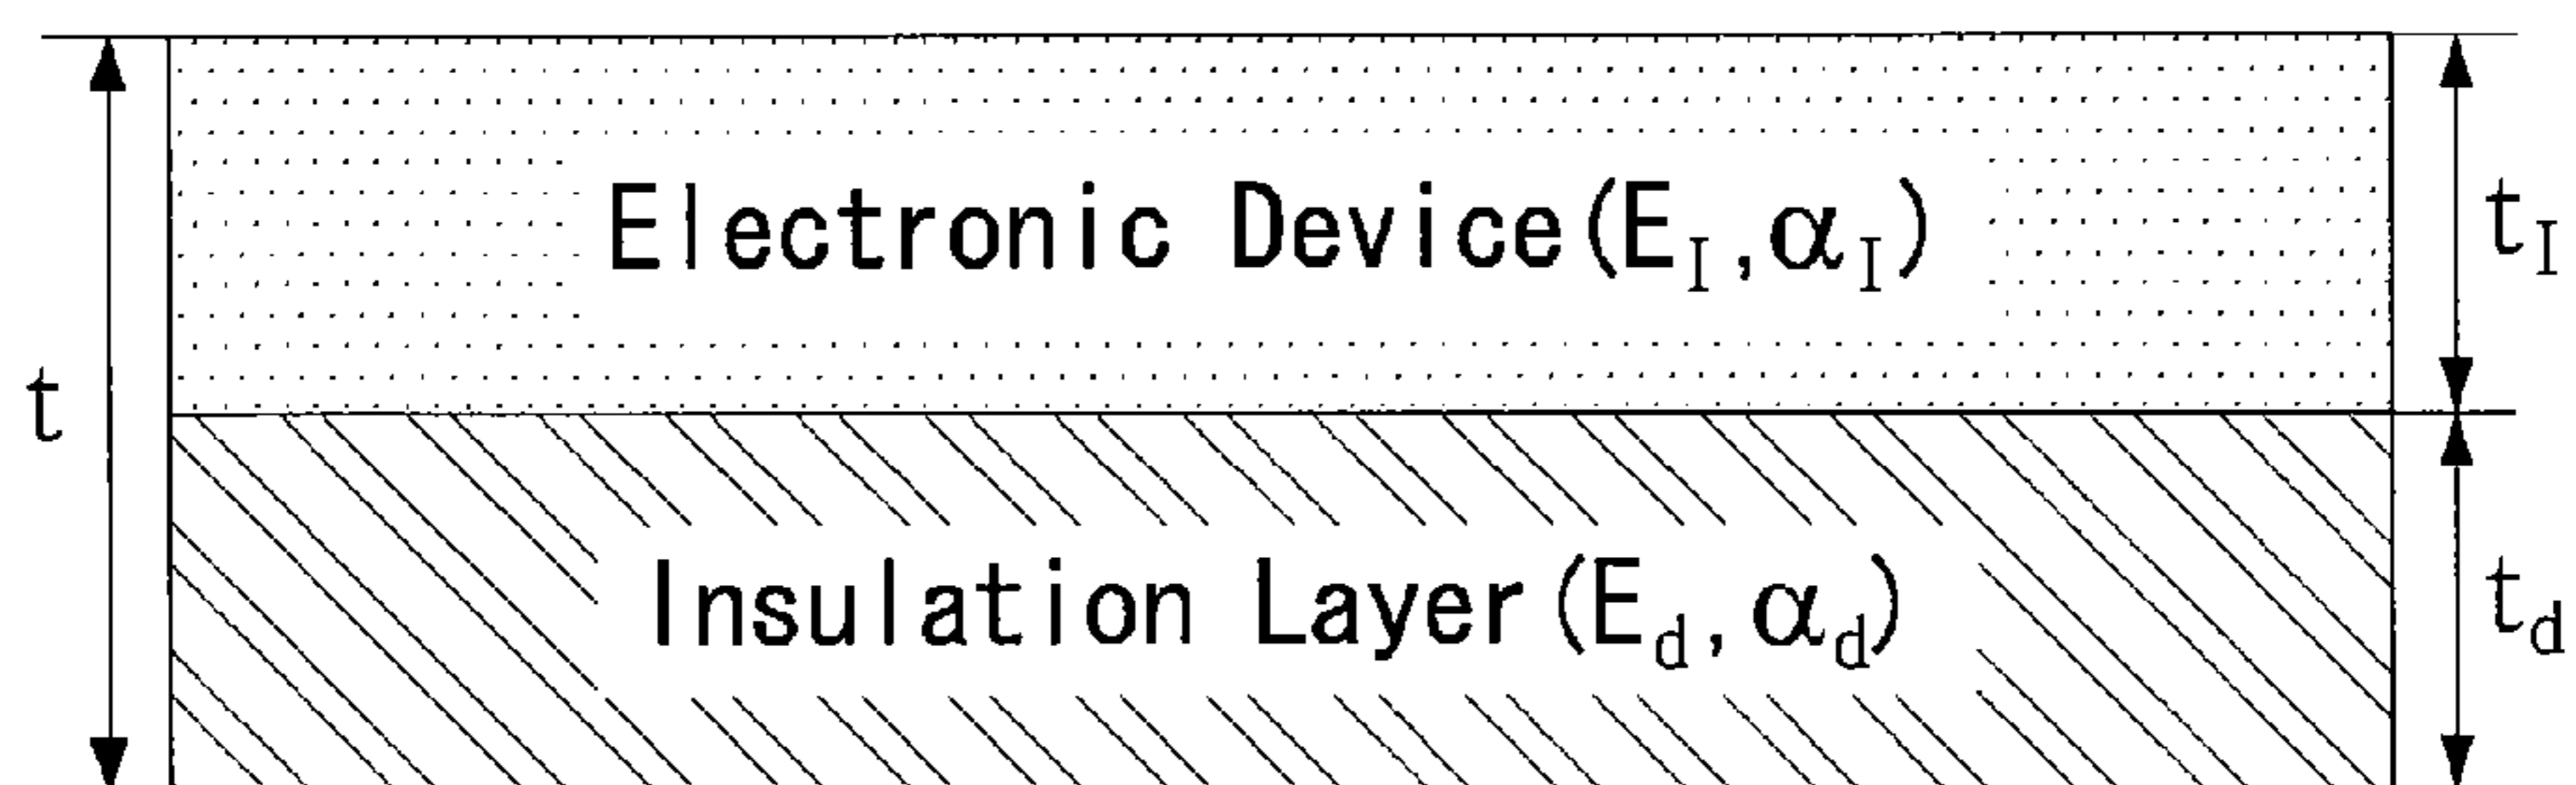 Electronic Device(E_I,α_I)
t_I
t
Insulation Layer(E_d,α_d)
t_d